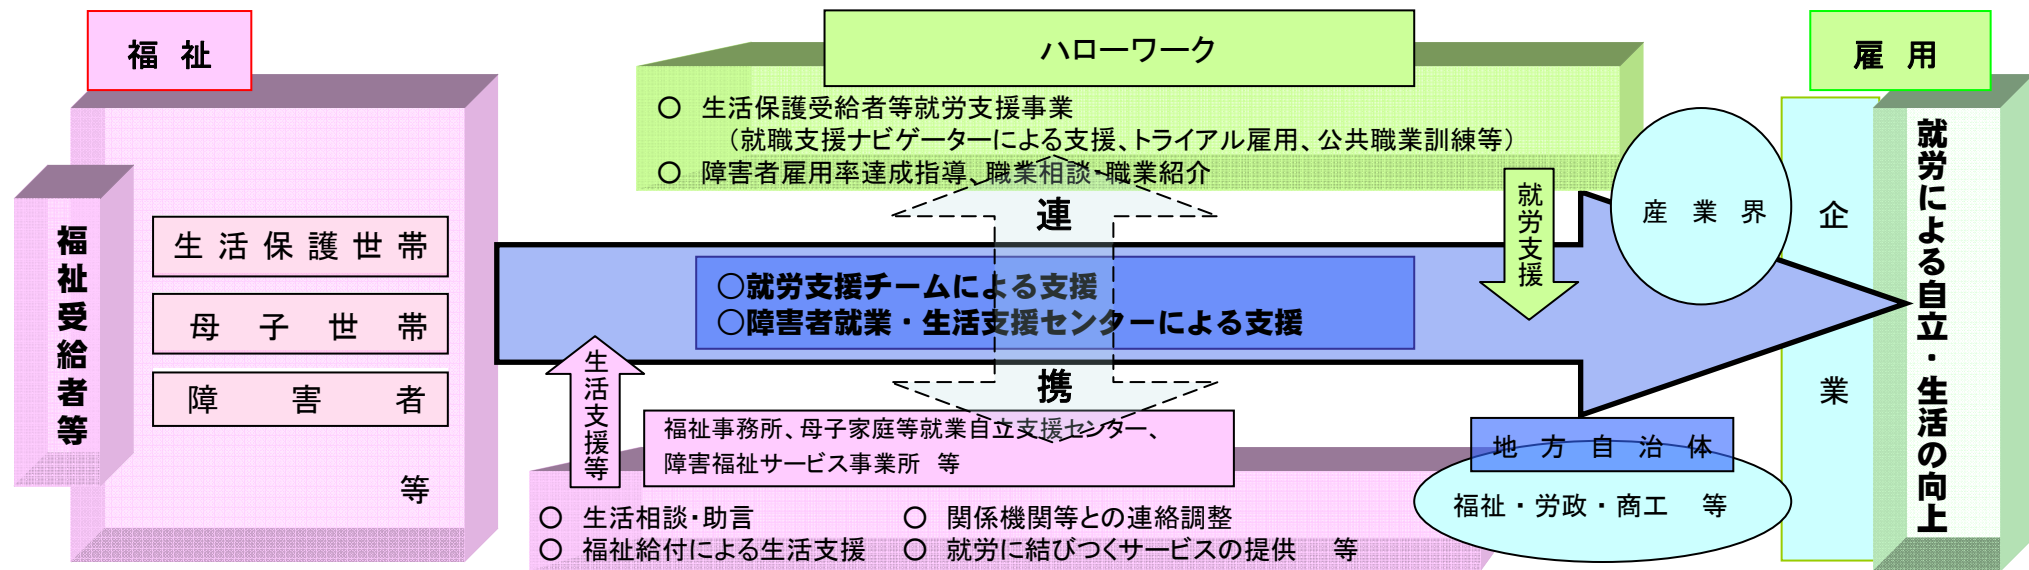 福 祉
福祉受給者等
生活保護世帯
母子世帯
障害者
等
ハローワーク
○ 生活保護受給者等就労支援事業
（就職支援ナビゲーターによる支援、トライアル雇用、公共職業訓練等）
○ 障害者雇用率達成指導、職業相談・職業紹介
連
○就労支援チームによる支援
○障害者就業・生活支援センターによる支援
携
就労支援
生活支援等
福祉事務所、母子家庭等就業自立支援センター、
障害福祉サービス事業所 等
○ 生活相談・助言 ○ 関係機関等との連絡調整
○ 福祉給付による生活支援 ○ 就労に結びつくサービスの提供 等
産 業 界
地 方 自 治 体
福祉・労政・商工 等
企業
雇 用
就労による自立・生活の向上